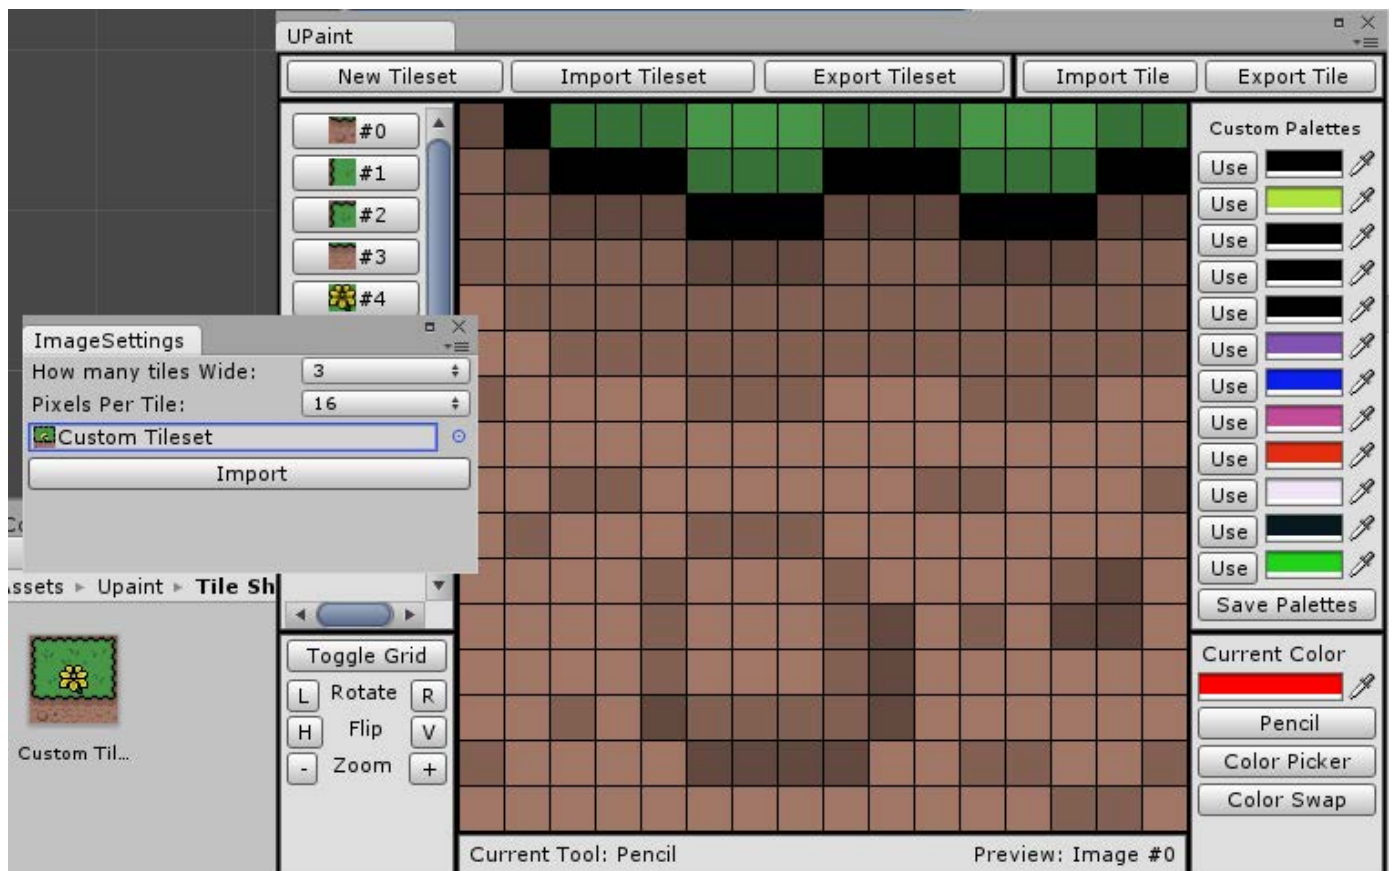 UPaint
New Tileset
Import Tileset
Export Tileset
Import Tile
Export Tile
#0
#1
#2
#3
#4
Custom Palettes
Use
Use
Use
Use
Use
Use
Use
Use
Use
Use
Use
Use
Save Palettes
ImageSettings
How many tiles Wide: 3
Pixels Per Tile: 16
Custom Tileset
Import
Upaint ▸ Tile Sh
Custom Til...
Toggle Grid
L Rotate R
H Flip V
- Zoom +
Current Color
Pencil
Color Picker
Color Swap
Current Tool: Pencil
Preview: Image #0